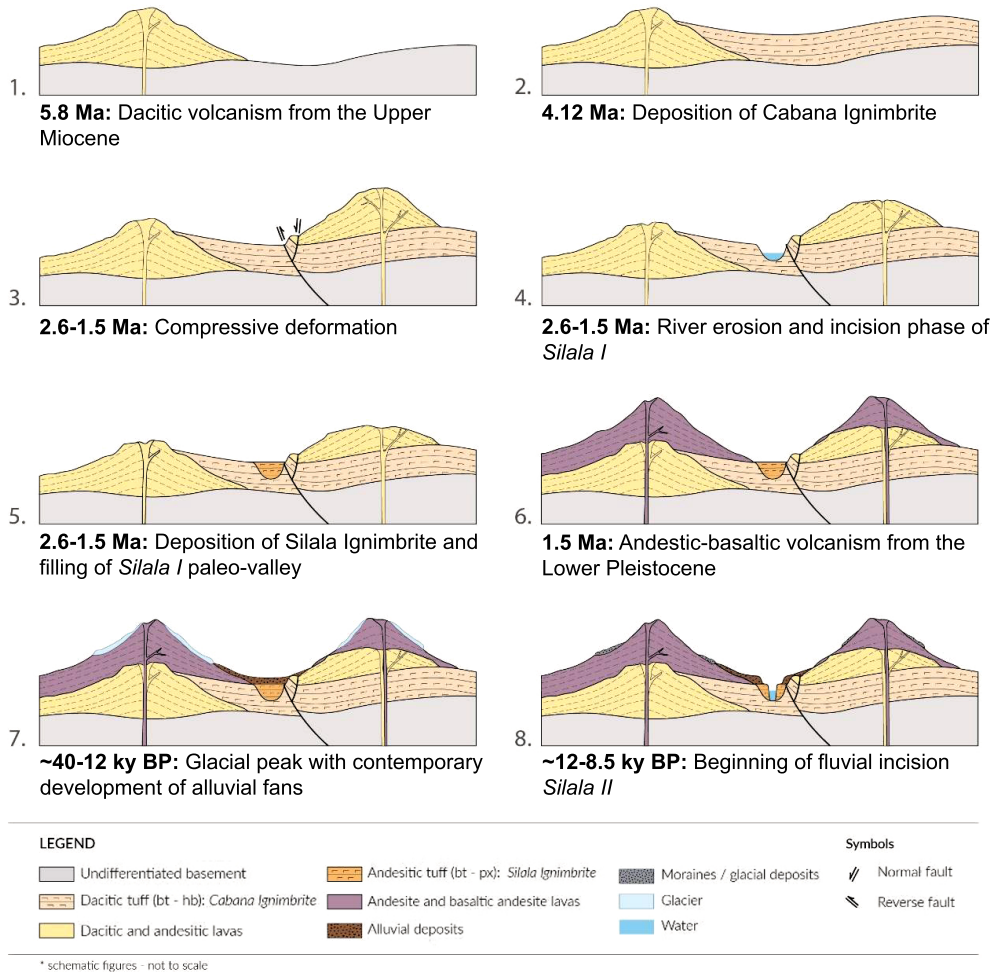 1.
5.8 Ma: Dacitic volcanism from the Upper
Miocene
2.
4.12 Ma: Deposition of Cabana Ignimbrite
3.
2.6-1.5 Ma: Compressive deformation
4.
2.6-1.5 Ma: River erosion and incision phase of
Silala I
5.
2.6-1.5 Ma: Deposition of Silala Ignimbrite and
filling of Silala I paleo-valley
6.
1.5 Ma: Andestic-basaltic volcanism from the
Lower Pleistocene
7.
~40-12 ky BP: Glacial peak with contemporary
development of alluvial fans
8.
~12-8.5 ky BP: Beginning of fluvial incision
Silala II
LEGEND
Undifferentiated basement
Dacitic tuff (bt - hb): Cabana Ignimbrite
Dacitic and andesitic lavas
Andesitic tuff (bt - px): Silala Ignimbrite
Andesite and basaltic andesite lavas
Alluvial deposits
Moraines / glacial deposits
Glacier
Water
Symbols
Normal fault
Reverse fault
* schematic figures - not to scale